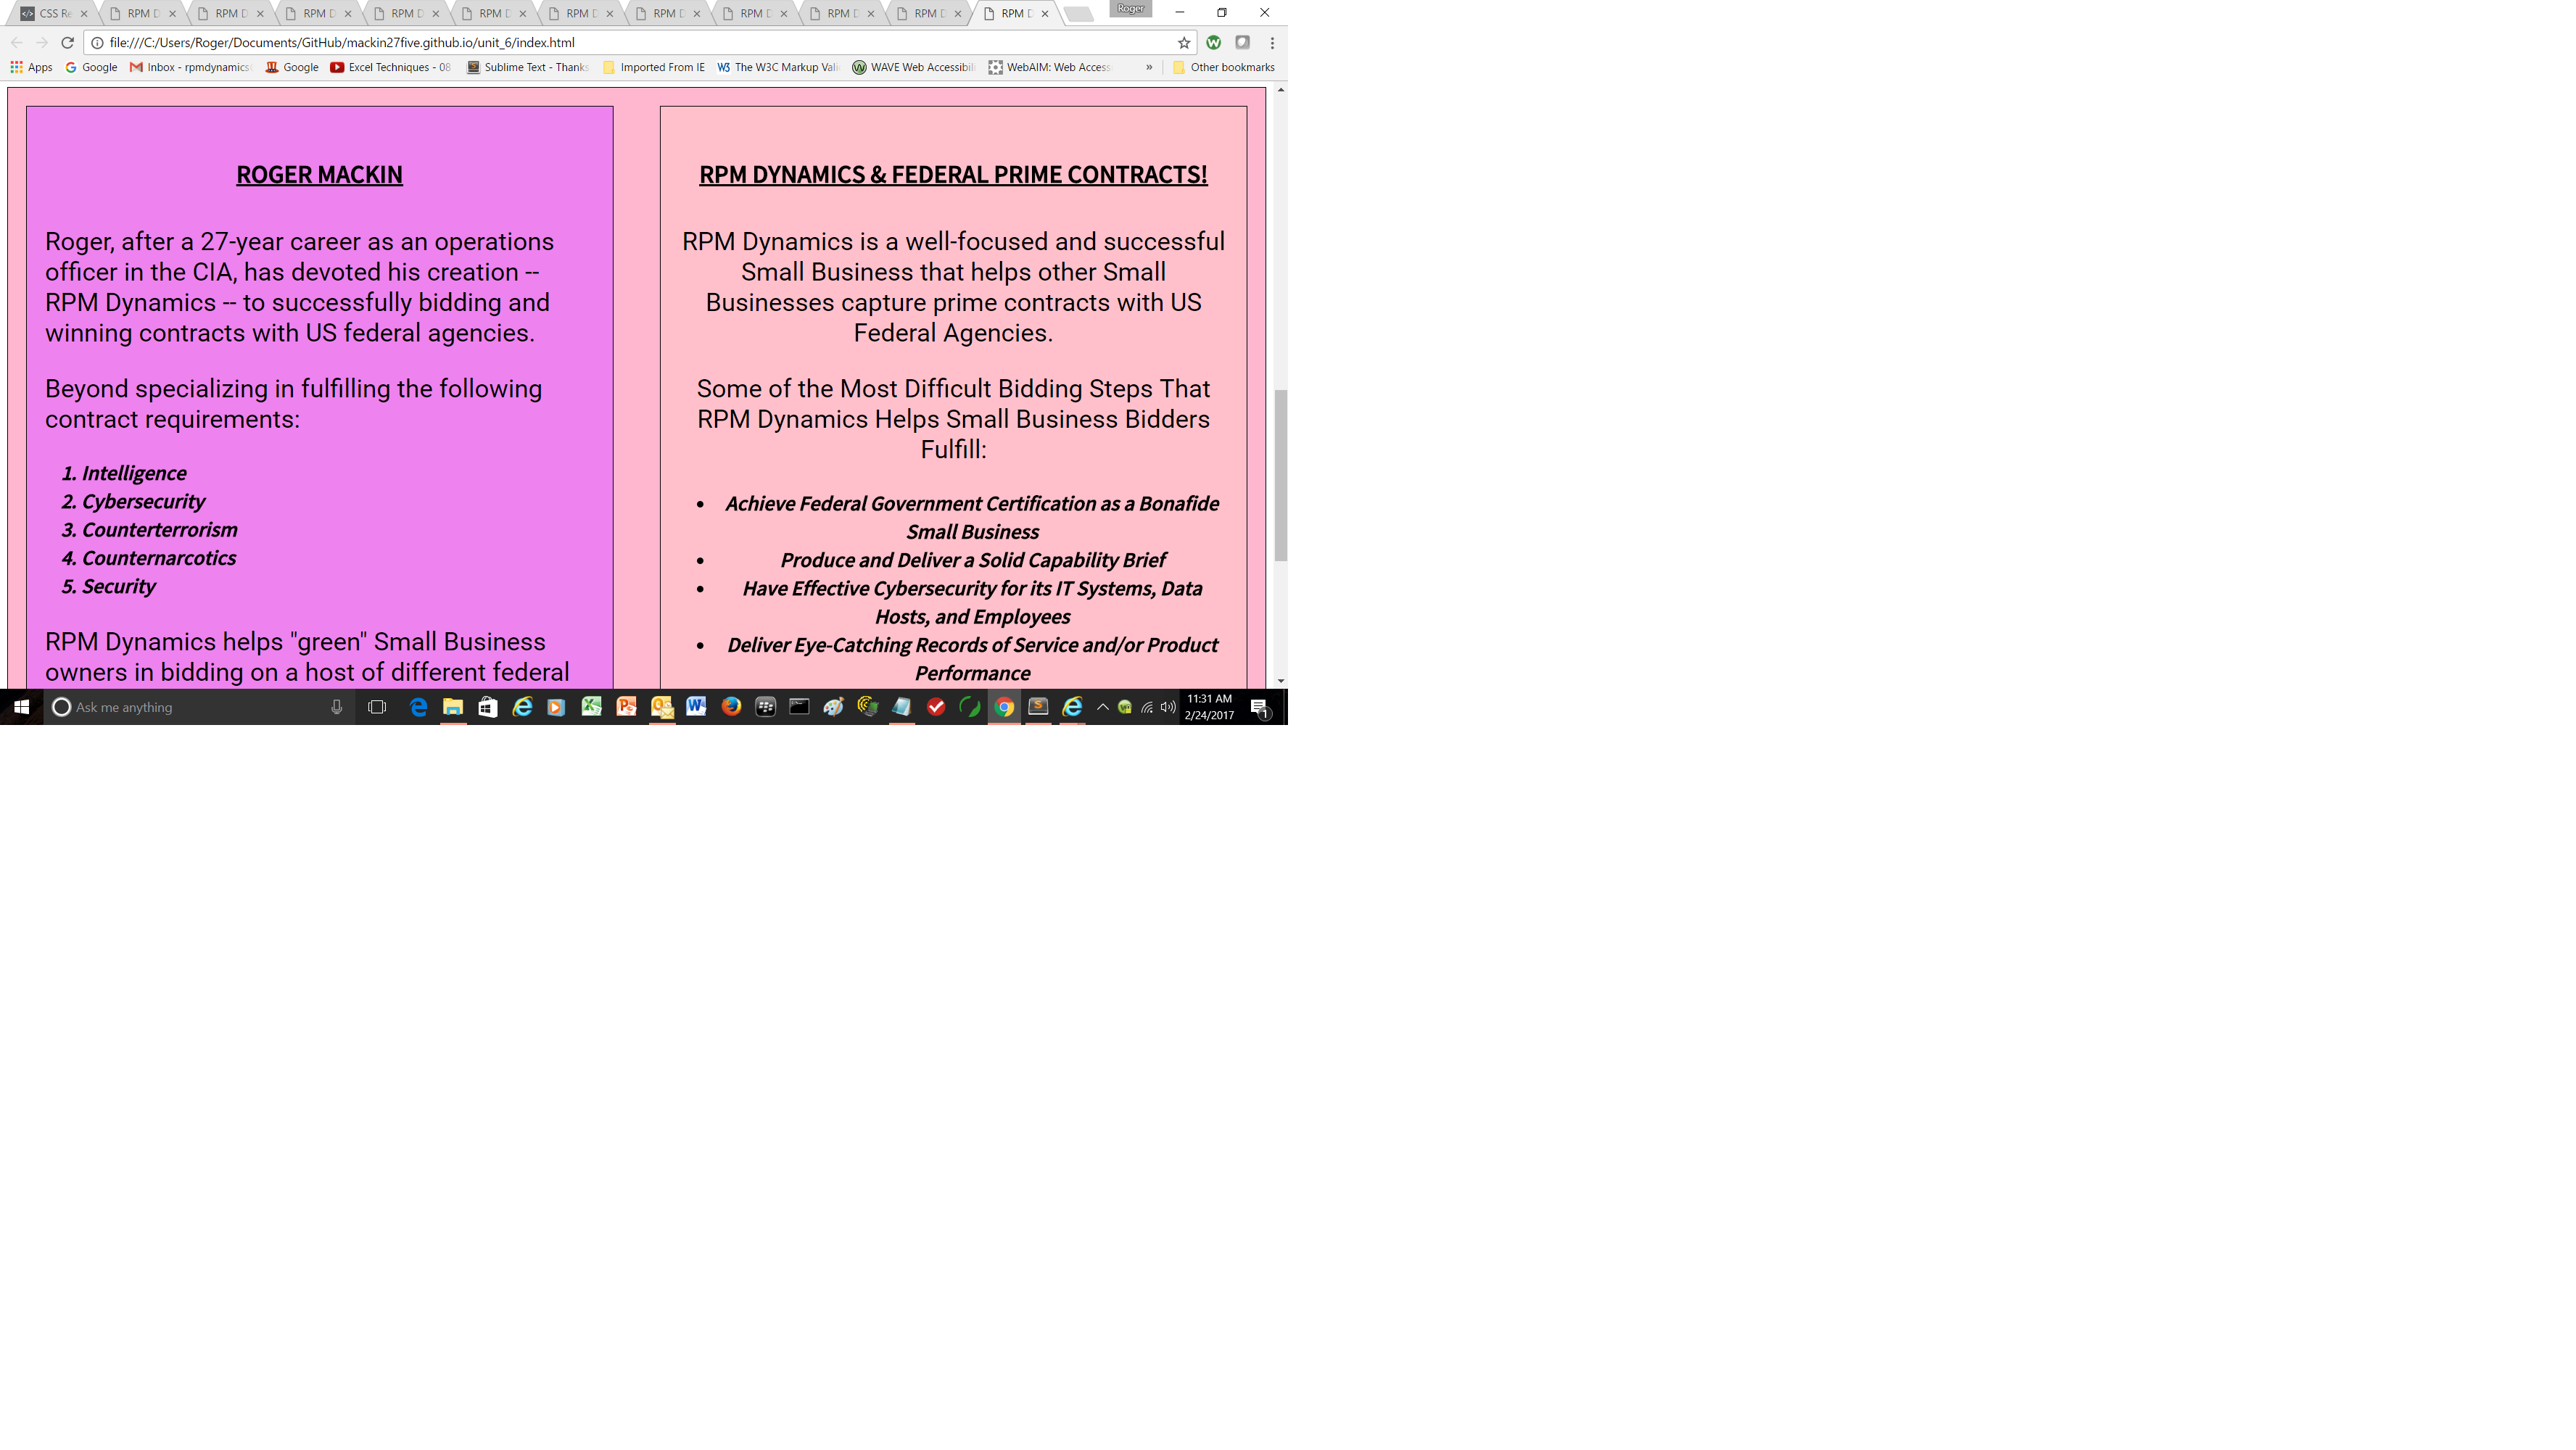 CSS Re
RPM D
RPM D
RPM D
RPM D
RPM D
RPM D
RPM D
RPM D
RPM D
RPM D
RPM D
Roger
file:///C:/Users/Roger/Documents/GitHub/mackin27five.github.io/unit_6/index.html
Apps
Google
Inbox - rpmdynamics
Google
Excel Techniques - 08
Sublime Text - Thanks
Imported From IE
The W3C Markup Vali
WAVE Web Accessibil
WebAIM: Web Access
»
Other bookmarks
ROGER MACKIN
Roger, after a 27-year career as an operations
officer in the CIA, has devoted his creation --
RPM Dynamics -- to successfully bidding and
winning contracts with US federal agencies.
Beyond specializing in fulfilling the following
contract requirements:
1. Intelligence
2. Cybersecurity
3. Counterterrorism
4. Counternarcotics
5. Security
RPM Dynamics helps "green" Small Business
owners in bidding on a host of different federal
RPM DYNAMICS & FEDERAL PRIME CONTRACTS!
RPM Dynamics is a well-focused and successful
Small Business that helps other Small
Businesses capture prime contracts with US
Federal Agencies.
Some of the Most Difficult Bidding Steps That
RPM Dynamics Helps Small Business Bidders
Fulfill:
• Achieve Federal Government Certification as a Bonafide
Small Business
• Produce and Deliver a Solid Capability Brief
• Have Effective Cybersecurity for its IT Systems, Data
Hosts, and Employees
• Deliver Eye-Catching Records of Service and/or Product
Performance
Ask me anything
11:31 AM
2/24/2017
1